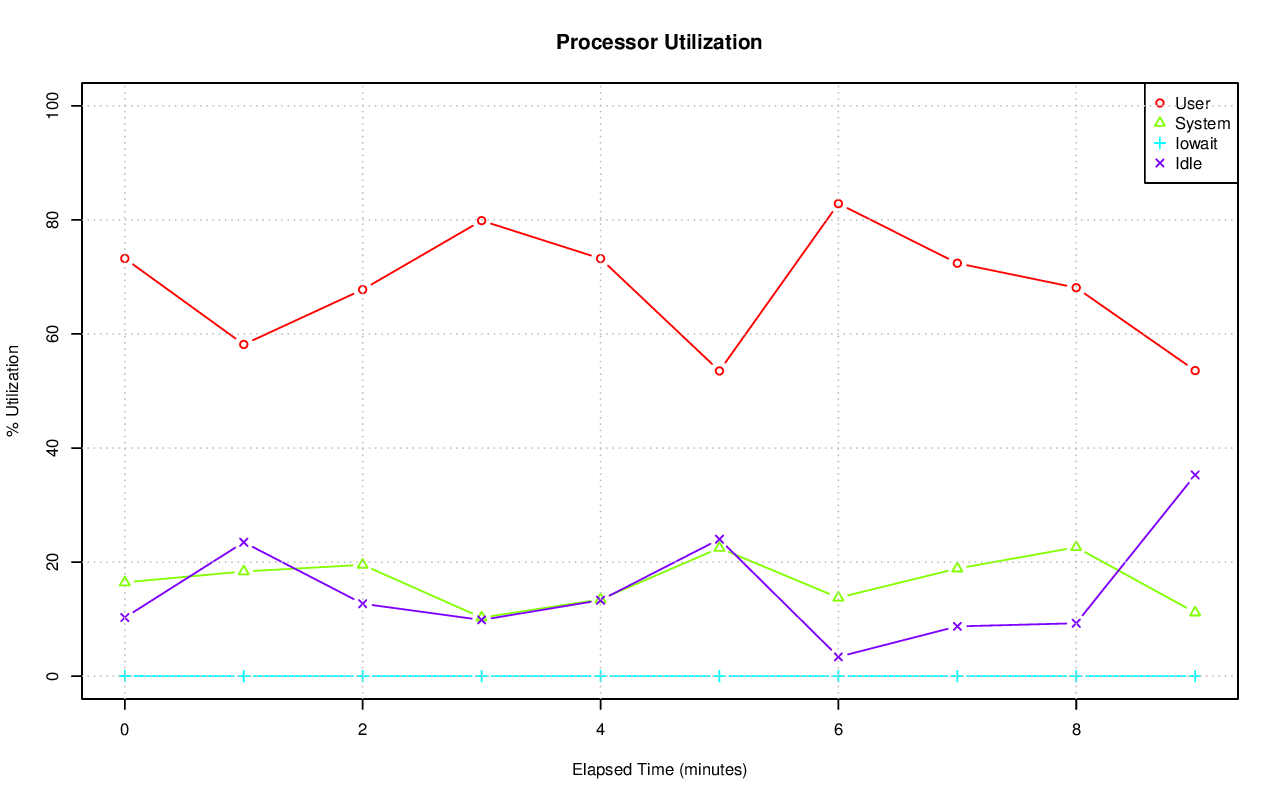 Processor Utilization
User
System
Iowait
Idle
% Utilization
100
80
60
40
20
0
0 2 4 6 8
Elapsed Time (minutes)